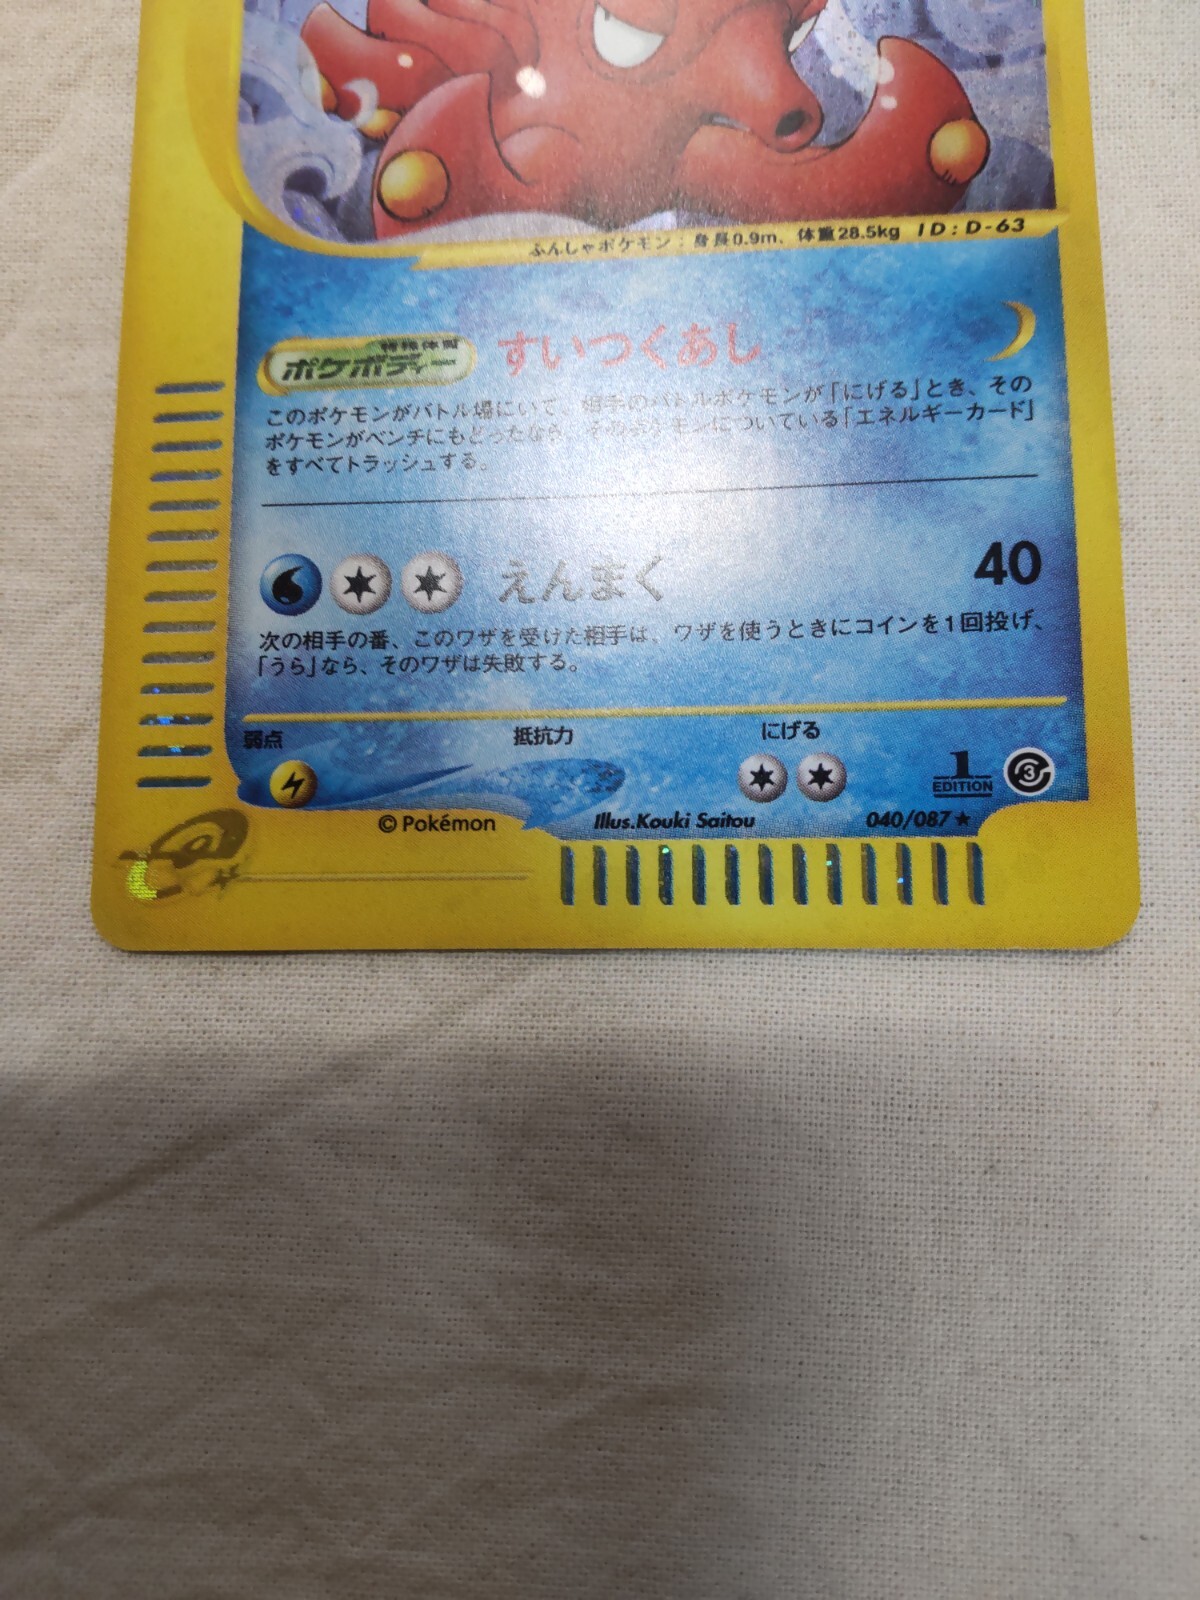 ふんしゃポケモン：身長0.9m、体重28.5kg ID：D-63
特殊体質
ポケボディー
すいつくあし
このポケモンがバトル場にいて、相手のバトルポケモンが「にげる」とき、その
ポケモンがベンチにもどったなら、そのポケモンについている「エネルギーカード」
をすべてトラッシュする。
えんまく 40
次の相手の番、このワザを受けた相手は、ワザを使うときにコインを1回投げ、
「うら」なら、そのワザは失敗する。
弱点 抵抗力 にげる
1 EDITION 3
© Pokémon Illus.Kouki Saitou 040/087★